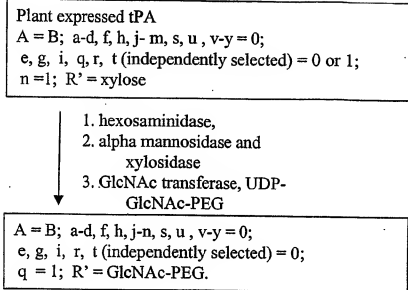 Plant expressed tPA
A = B; a-d, f, h, j- m, s, u , v-y = 0;
e, g, i, q, r, t (independently selected) = 0 or 1;
n =1; R' = xylose
1. hexosaminidase,
2. alpha mannosidase and
xylosidase
3. GlcNAc transferase, UDP-
GlcNAc-PEG
A = B; a-d, f, h, j-n, s, u, v-y = 0;
e, g, i, r, t (independently selected) = 0;
q = 1; R' = GlcNAc-PEG.